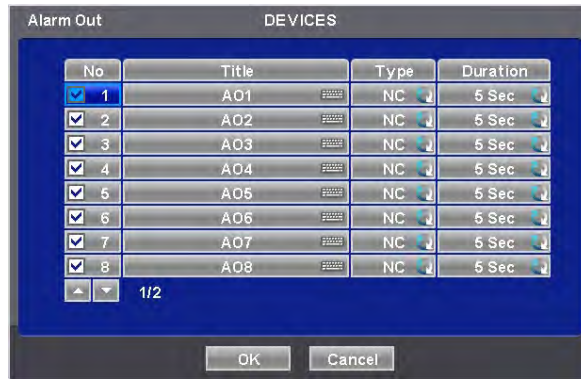 Alarm Out DEVICES
No Title Type Duration
1 AO1 NC 5 Sec
2 AO2 NC 5 Sec
3 AO3 NC 5 Sec
4 AO4 NC 5 Sec
5 AO5 NC 5 Sec
6 AO6 NC 5 Sec
7 AO7 NC 5 Sec
8 AO8 NC 5 Sec
1/2
OK Cancel